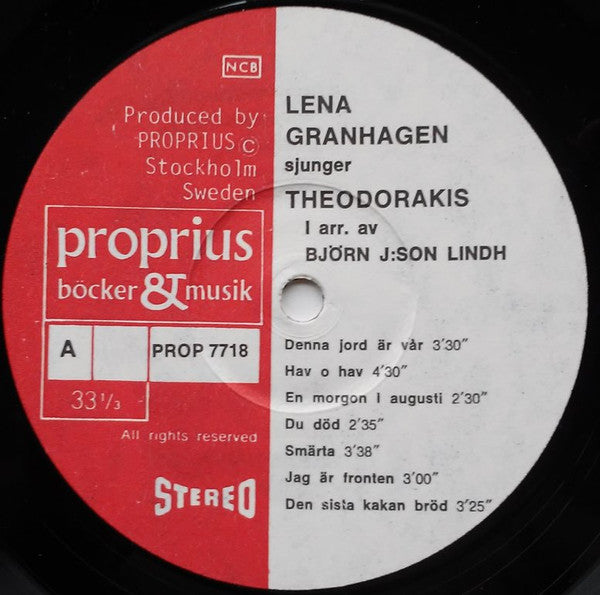 NCB
Produced by
PROPRIUS ©
Stockholm
Sweden
proprius
böcker & musik
A
PROP 7718
33 1/3
All rights reserved
STEREO
LENA
GRANHAGEN
sjunger
THEODORAKIS
I arr. av
BJÖRN J:SON LINDH
Denna jord är vår 3'30"
Hav o hav 4'30"
En morgon I augusti 2'30"
Du död 2'35"
Smärta 3'38"
Jag är fronten 3'00"
Den sista kakan bröd 3'25"